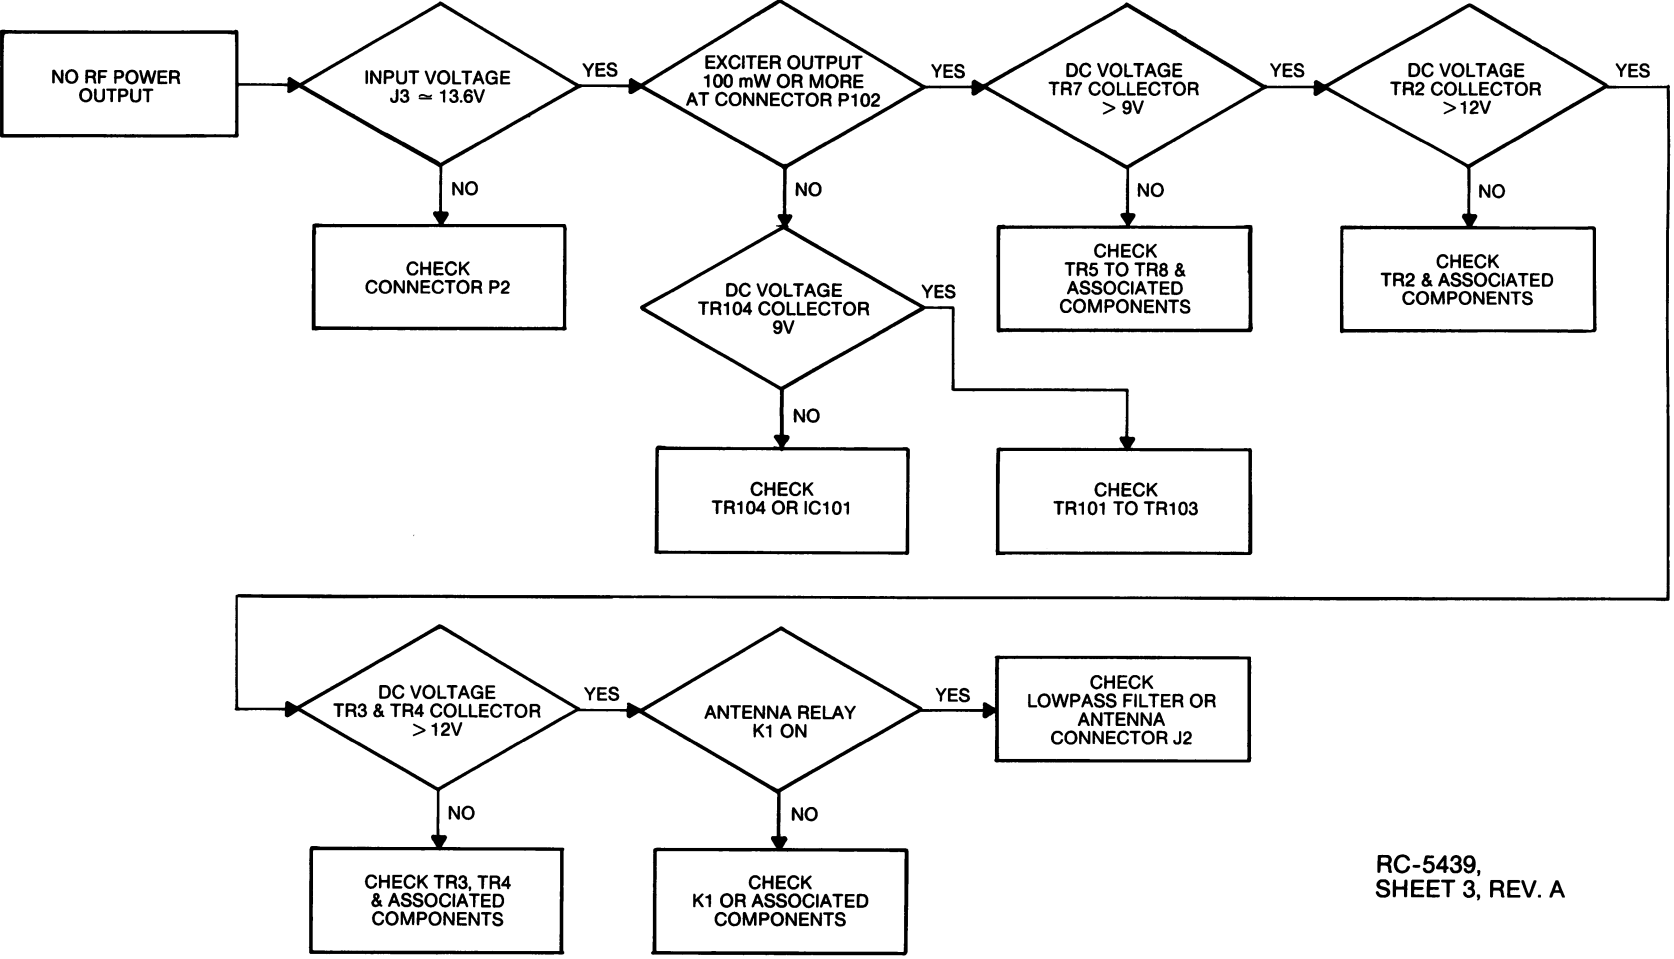 NO RF POWER
OUTPUT
INPUT VOLTAGE
J3 ≃ 13.6V
YES
NO
CHECK
CONNECTOR P2
EXCITER OUTPUT
100 mW OR MORE
AT CONNECTOR P102
YES
NO
DC VOLTAGE
TR104 COLLECTOR
9V
YES
NO
CHECK
TR104 OR IC101
CHECK
TR101 TO TR103
DC VOLTAGE
TR7 COLLECTOR
> 9V
YES
NO
CHECK
TR5 TO TR8 &
ASSOCIATED
COMPONENTS
DC VOLTAGE
TR2 COLLECTOR
> 12V
YES
NO
CHECK
TR2 & ASSOCIATED
COMPONENTS
DC VOLTAGE
TR3 & TR4 COLLECTOR
> 12V
YES
NO
CHECK TR3, TR4
& ASSOCIATED
COMPONENTS
ANTENNA RELAY
K1 ON
YES
NO
CHECK
K1 OR ASSOCIATED
COMPONENTS
CHECK
LOWPASS FILTER OR
ANTENNA
CONNECTOR J2
RC-5439,
SHEET 3, REV. A